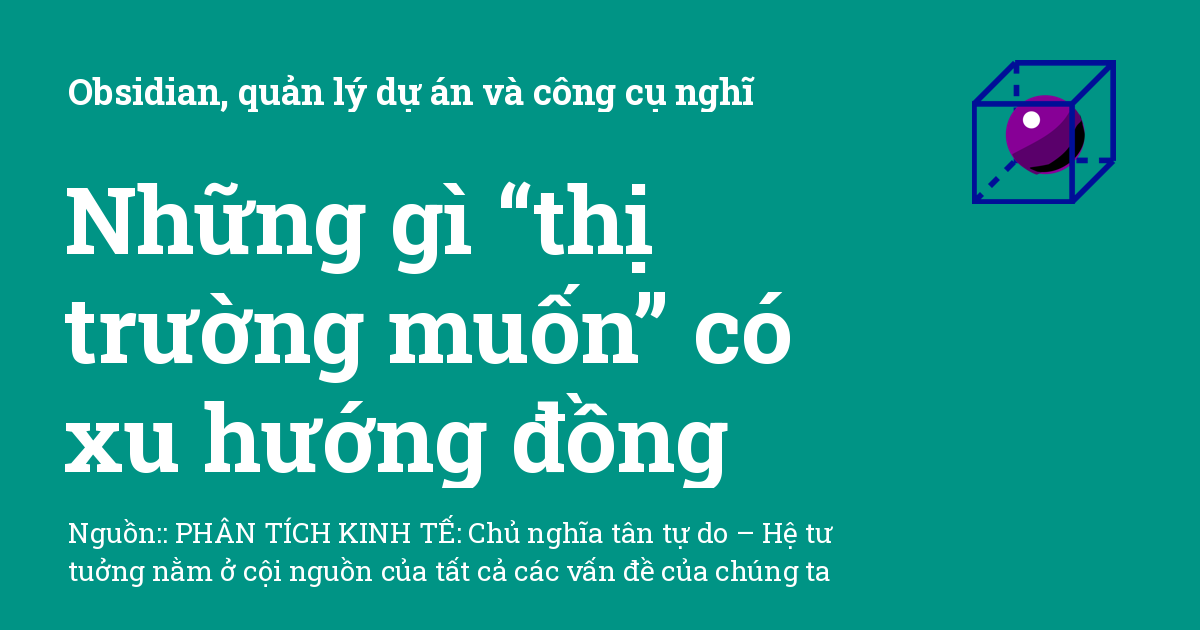 Obsidian, quản lý dự án và công cụ nghĩ
Những gì “thị
trường muốn” có
xu hướng đồng
Nguồn:: PHÂN TÍCH KINH TẾ: Chủ nghĩa tân tự do – Hệ tư
tuởng nằm ở cội nguồn của tất cả các vấn đề của chúng ta